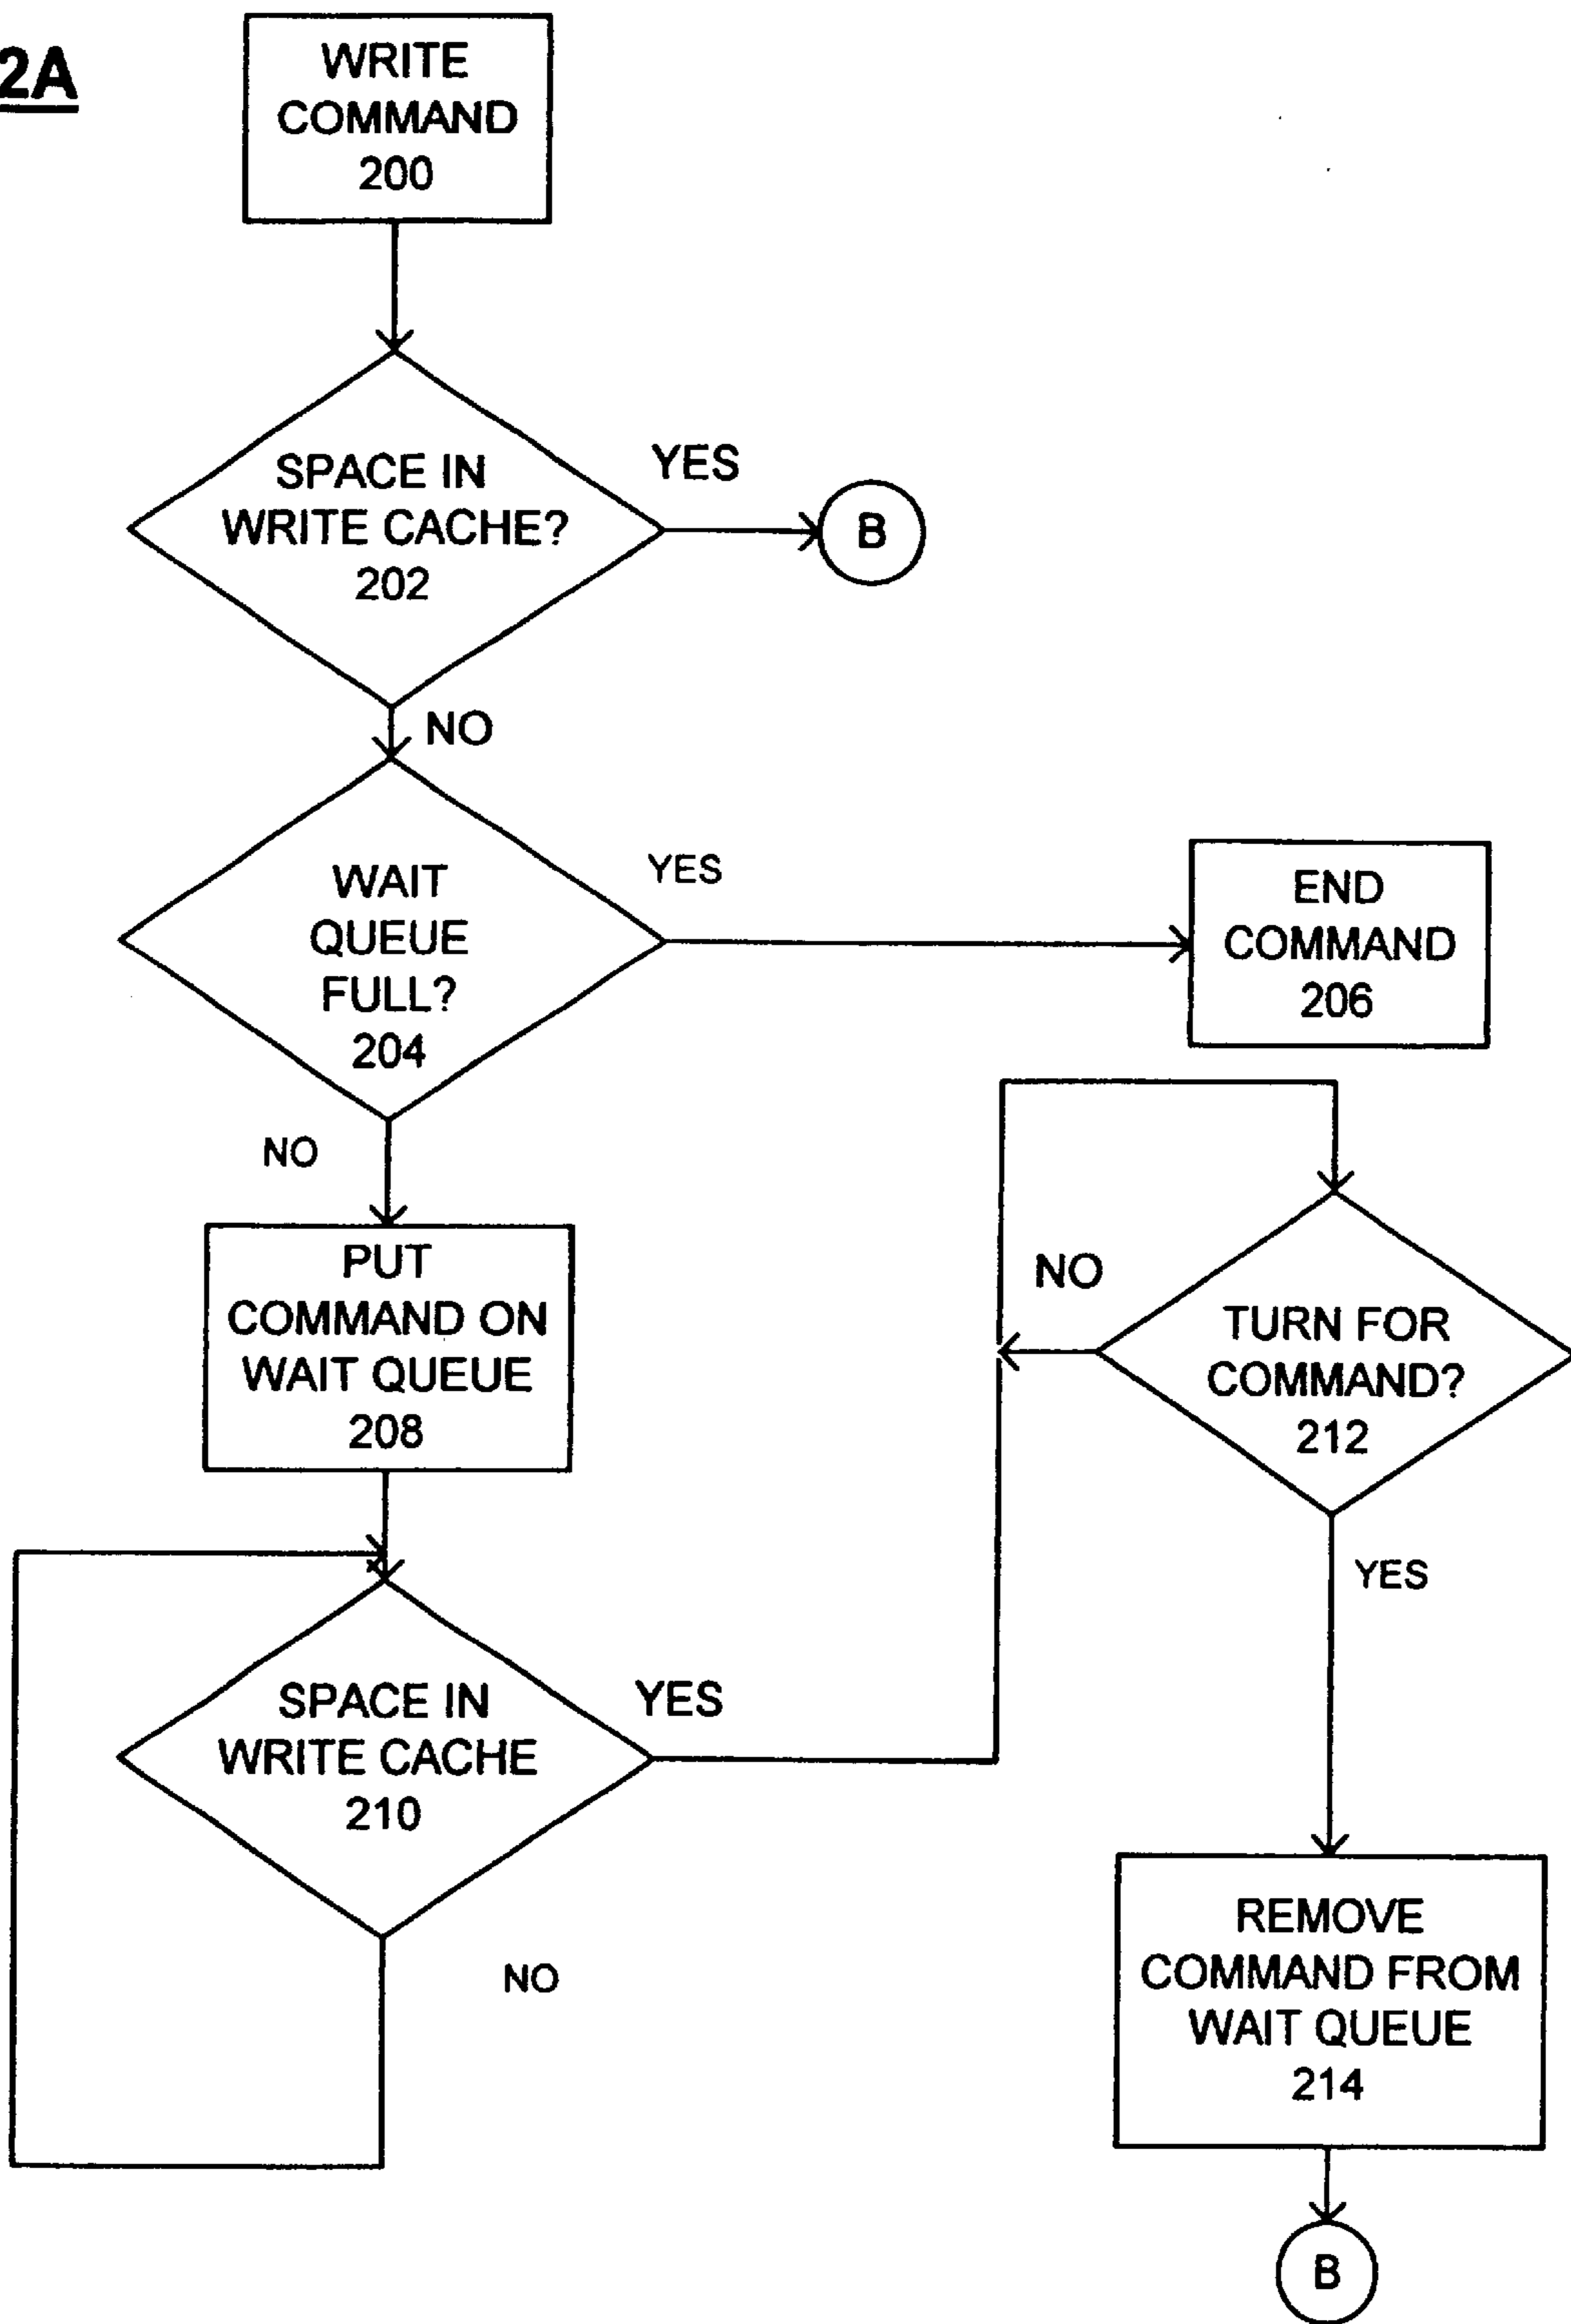 2A
WRITE
COMMAND
200
SPACE IN
WRITE CACHE?
202
YES
B
NO
WAIT
QUEUE
FULL?
204
YES
END
COMMAND
206
NO
PUT
COMMAND ON
WAIT QUEUE
208
SPACE IN
WRITE CACHE
210
YES
NO
NO
TURN FOR
COMMAND?
212
YES
REMOVE
COMMAND FROM
WAIT QUEUE
214
B